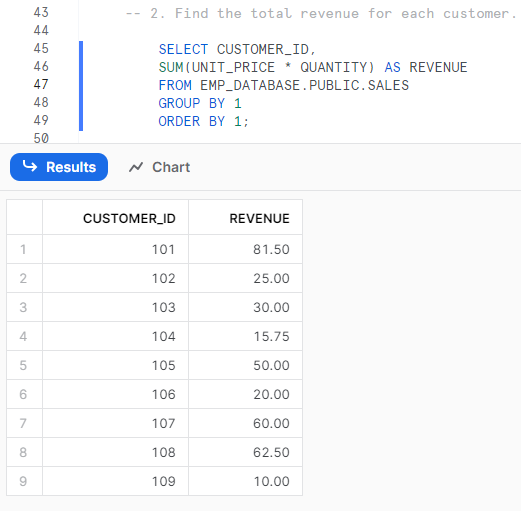 43 -- 2. Find the total revenue for each customer.
44
45 SELECT CUSTOMER_ID,
46 SUM(UNIT_PRICE * QUANTITY) AS REVENUE
47 FROM EMP_DATABASE.PUBLIC.SALES
48 GROUP BY 1
49 ORDER BY 1;
50
Results Chart
CUSTOMER_ID REVENUE
1 101 81.50
2 102 25.00
3 103 30.00
4 104 15.75
5 105 50.00
6 106 20.00
7 107 60.00
8 108 62.50
9 109 10.00